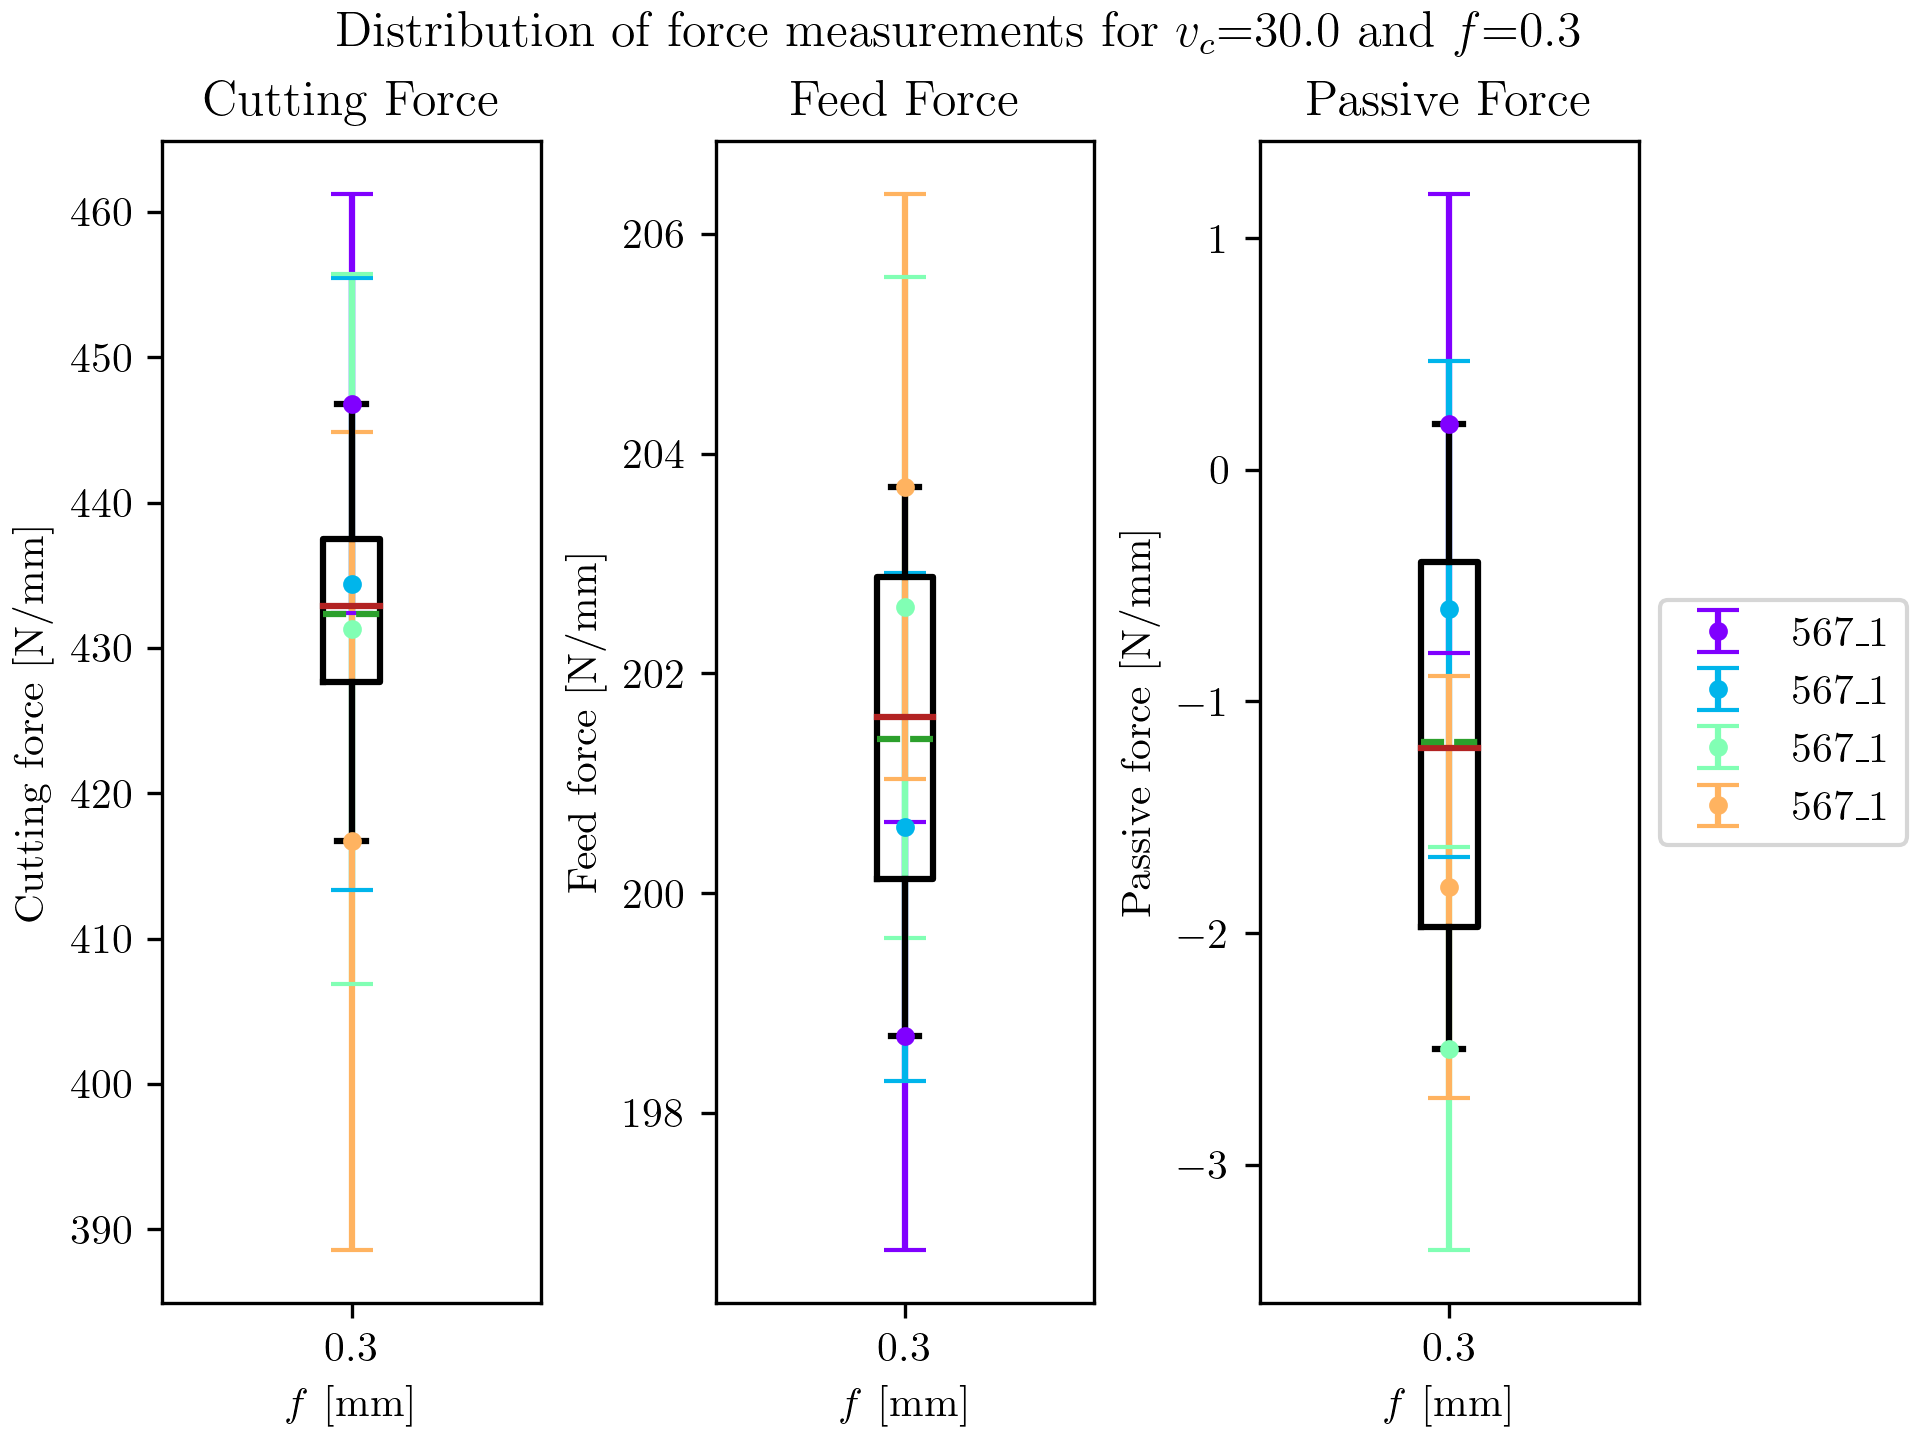 Distribution of force measurements for v_c=30.0 and f=0.3
Cutting Force
Cutting force [N/mm]
460
450
440
430
420
410
400
390
0.3
f [mm]
Feed Force
Feed force [N/mm]
206
204
202
200
198
0.3
f [mm]
Passive Force
Passive force [N/mm]
1
0
−1
−2
−3
0.3
f [mm]
567_1
567_1
567_1
567_1